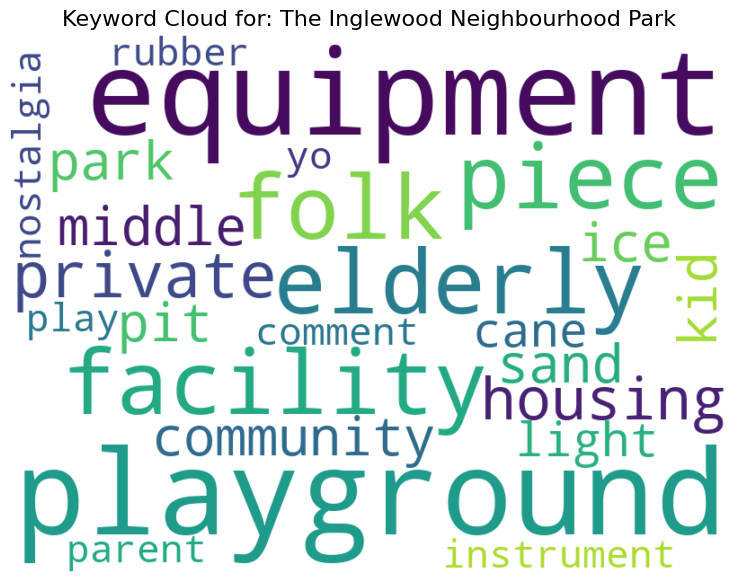 Keyword Cloud for: The Inglewood Neighbourhood Park
rubber
equipment
nostalgia
park
yo
piece
folk
middle
ice
private
elderly
kid
play
pit
comment
cane
facility
sand
housing
community
light
playground
parent
instrument